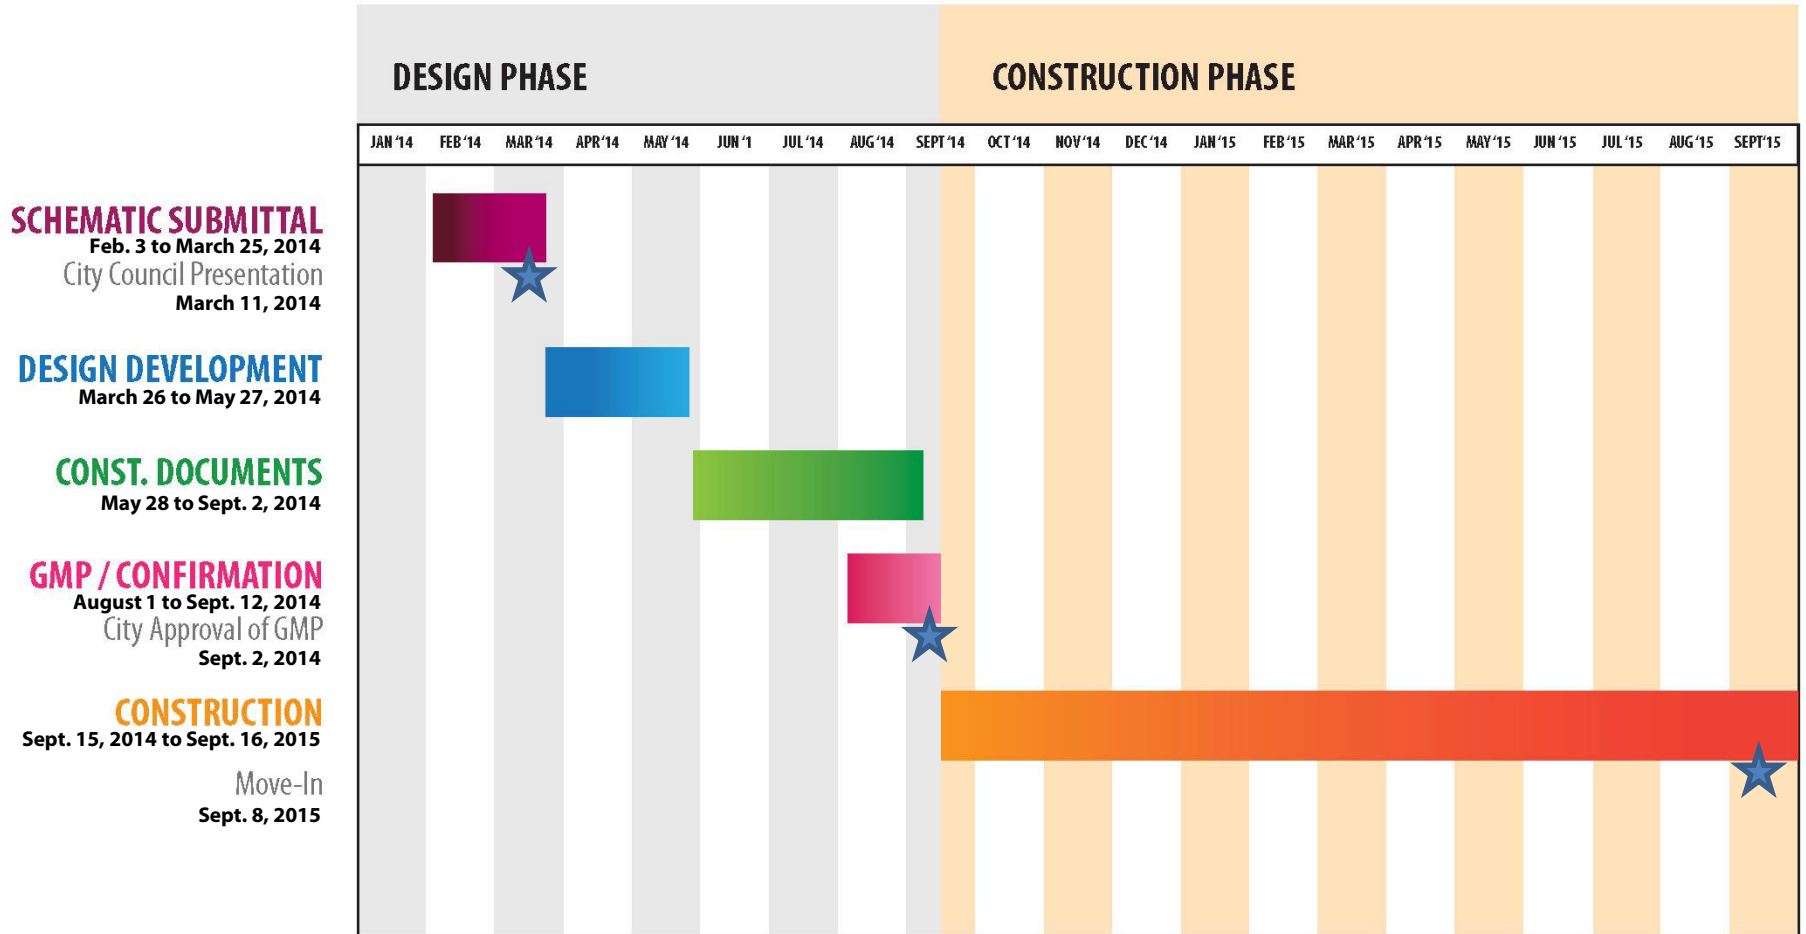 DESIGN PHASE
CONSTRUCTION PHASE
JAN ‘14 FEB ‘14 MAR ‘14 APR ‘14 MAY ‘14 JUN ‘1 JUL ‘14 AUG ‘14 SEPT ‘14 OCT ‘14 NOV ‘14 DEC ‘14 JAN ‘15 FEB ‘15 MAR ‘15 APR ‘15 MAY ‘15 JUN ‘15 JUL ‘15 AUG ‘15 SEPT‘15
SCHEMATIC SUBMITTAL
Feb. 3 to March 25, 2014
City Council Presentation
March 11, 2014
DESIGN DEVELOPMENT
March 26 to May 27, 2014
CONST. DOCUMENTS
May 28 to Sept. 2, 2014
GMP / CONFIRMATION
August 1 to Sept. 12, 2014
City Approval of GMP
Sept. 2, 2014
CONSTRUCTION
Sept. 15, 2014 to Sept. 16, 2015
Move-In
Sept. 8, 2015